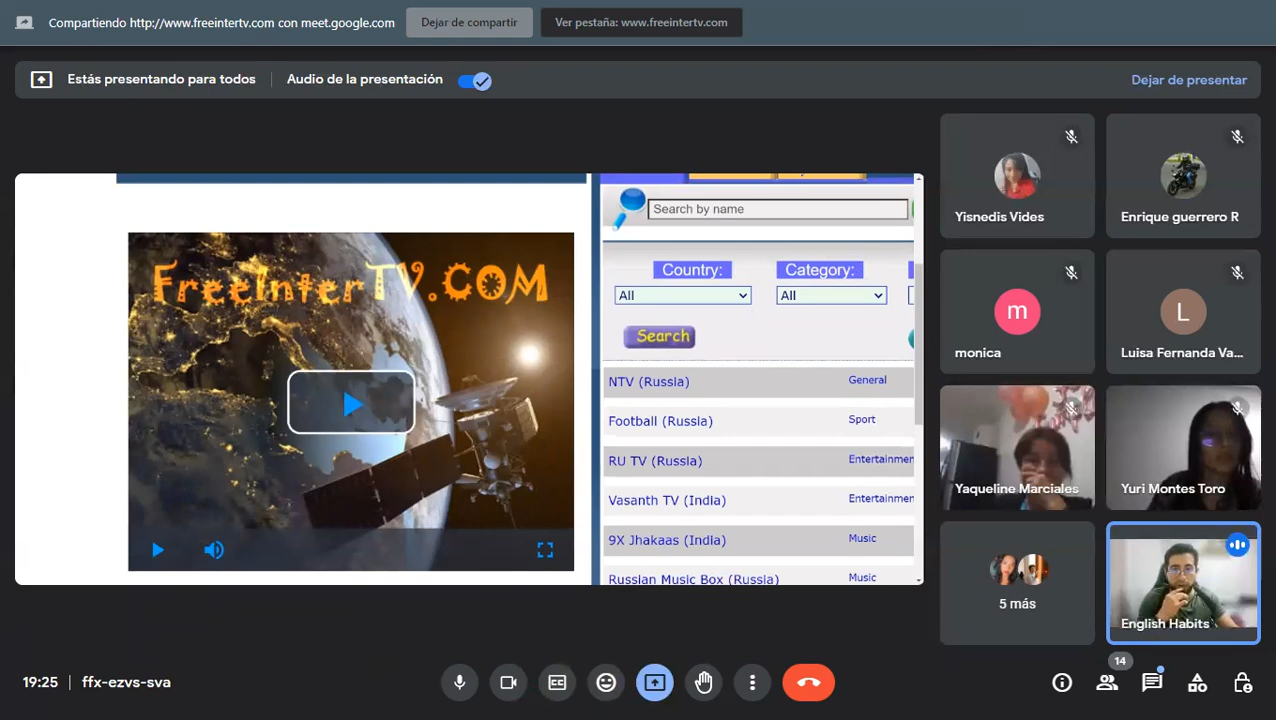 Compartiendo http://www.freeintertv.com con meet.google.com
Dejar de compartir
Ver pestaña: www.freeintertv.com
Estás presentando para todos
Audio de la presentación
Dejar de presentar
FreeInterTV.COM
Search by name
Country:
Category:
All
All
Search
NTV (Russia) General
Football (Russia) Sport
RU TV (Russia) Entertainmen
Vasanth TV (India) Entertainmen
9X Jhakaas (India) Music
Russian Music Box (Russia) Music
Yisnedis Vides
Enrique guerrero R
m
monica
L
Luisa Fernanda Va...
Yaqueline Marciales
Yuri Montes Toro
5 más
English Habits
19:25
ffx-ezvs-sva
14